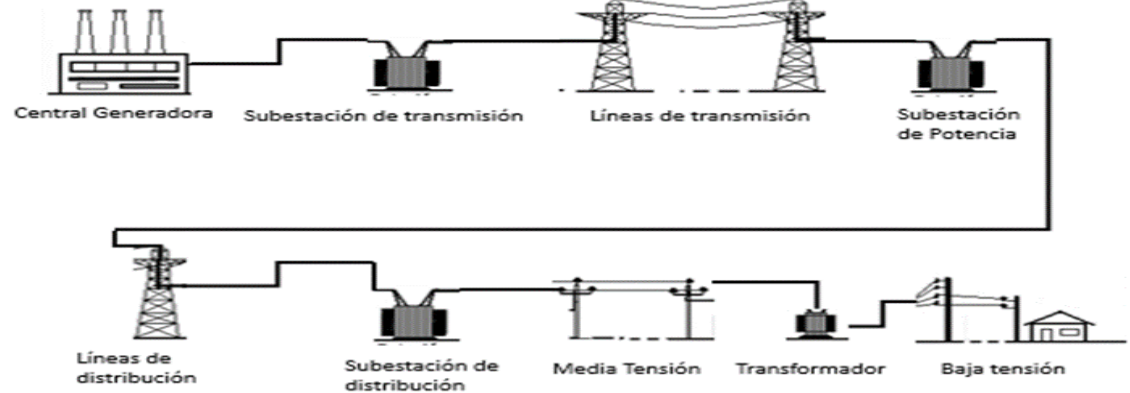 Central Generadora
Subestación de transmisión
Líneas de transmisión
Subestación
de Potencia
Líneas de
distribución
Subestación de
distribución
Media Tensión
Transformador
Baja tensión